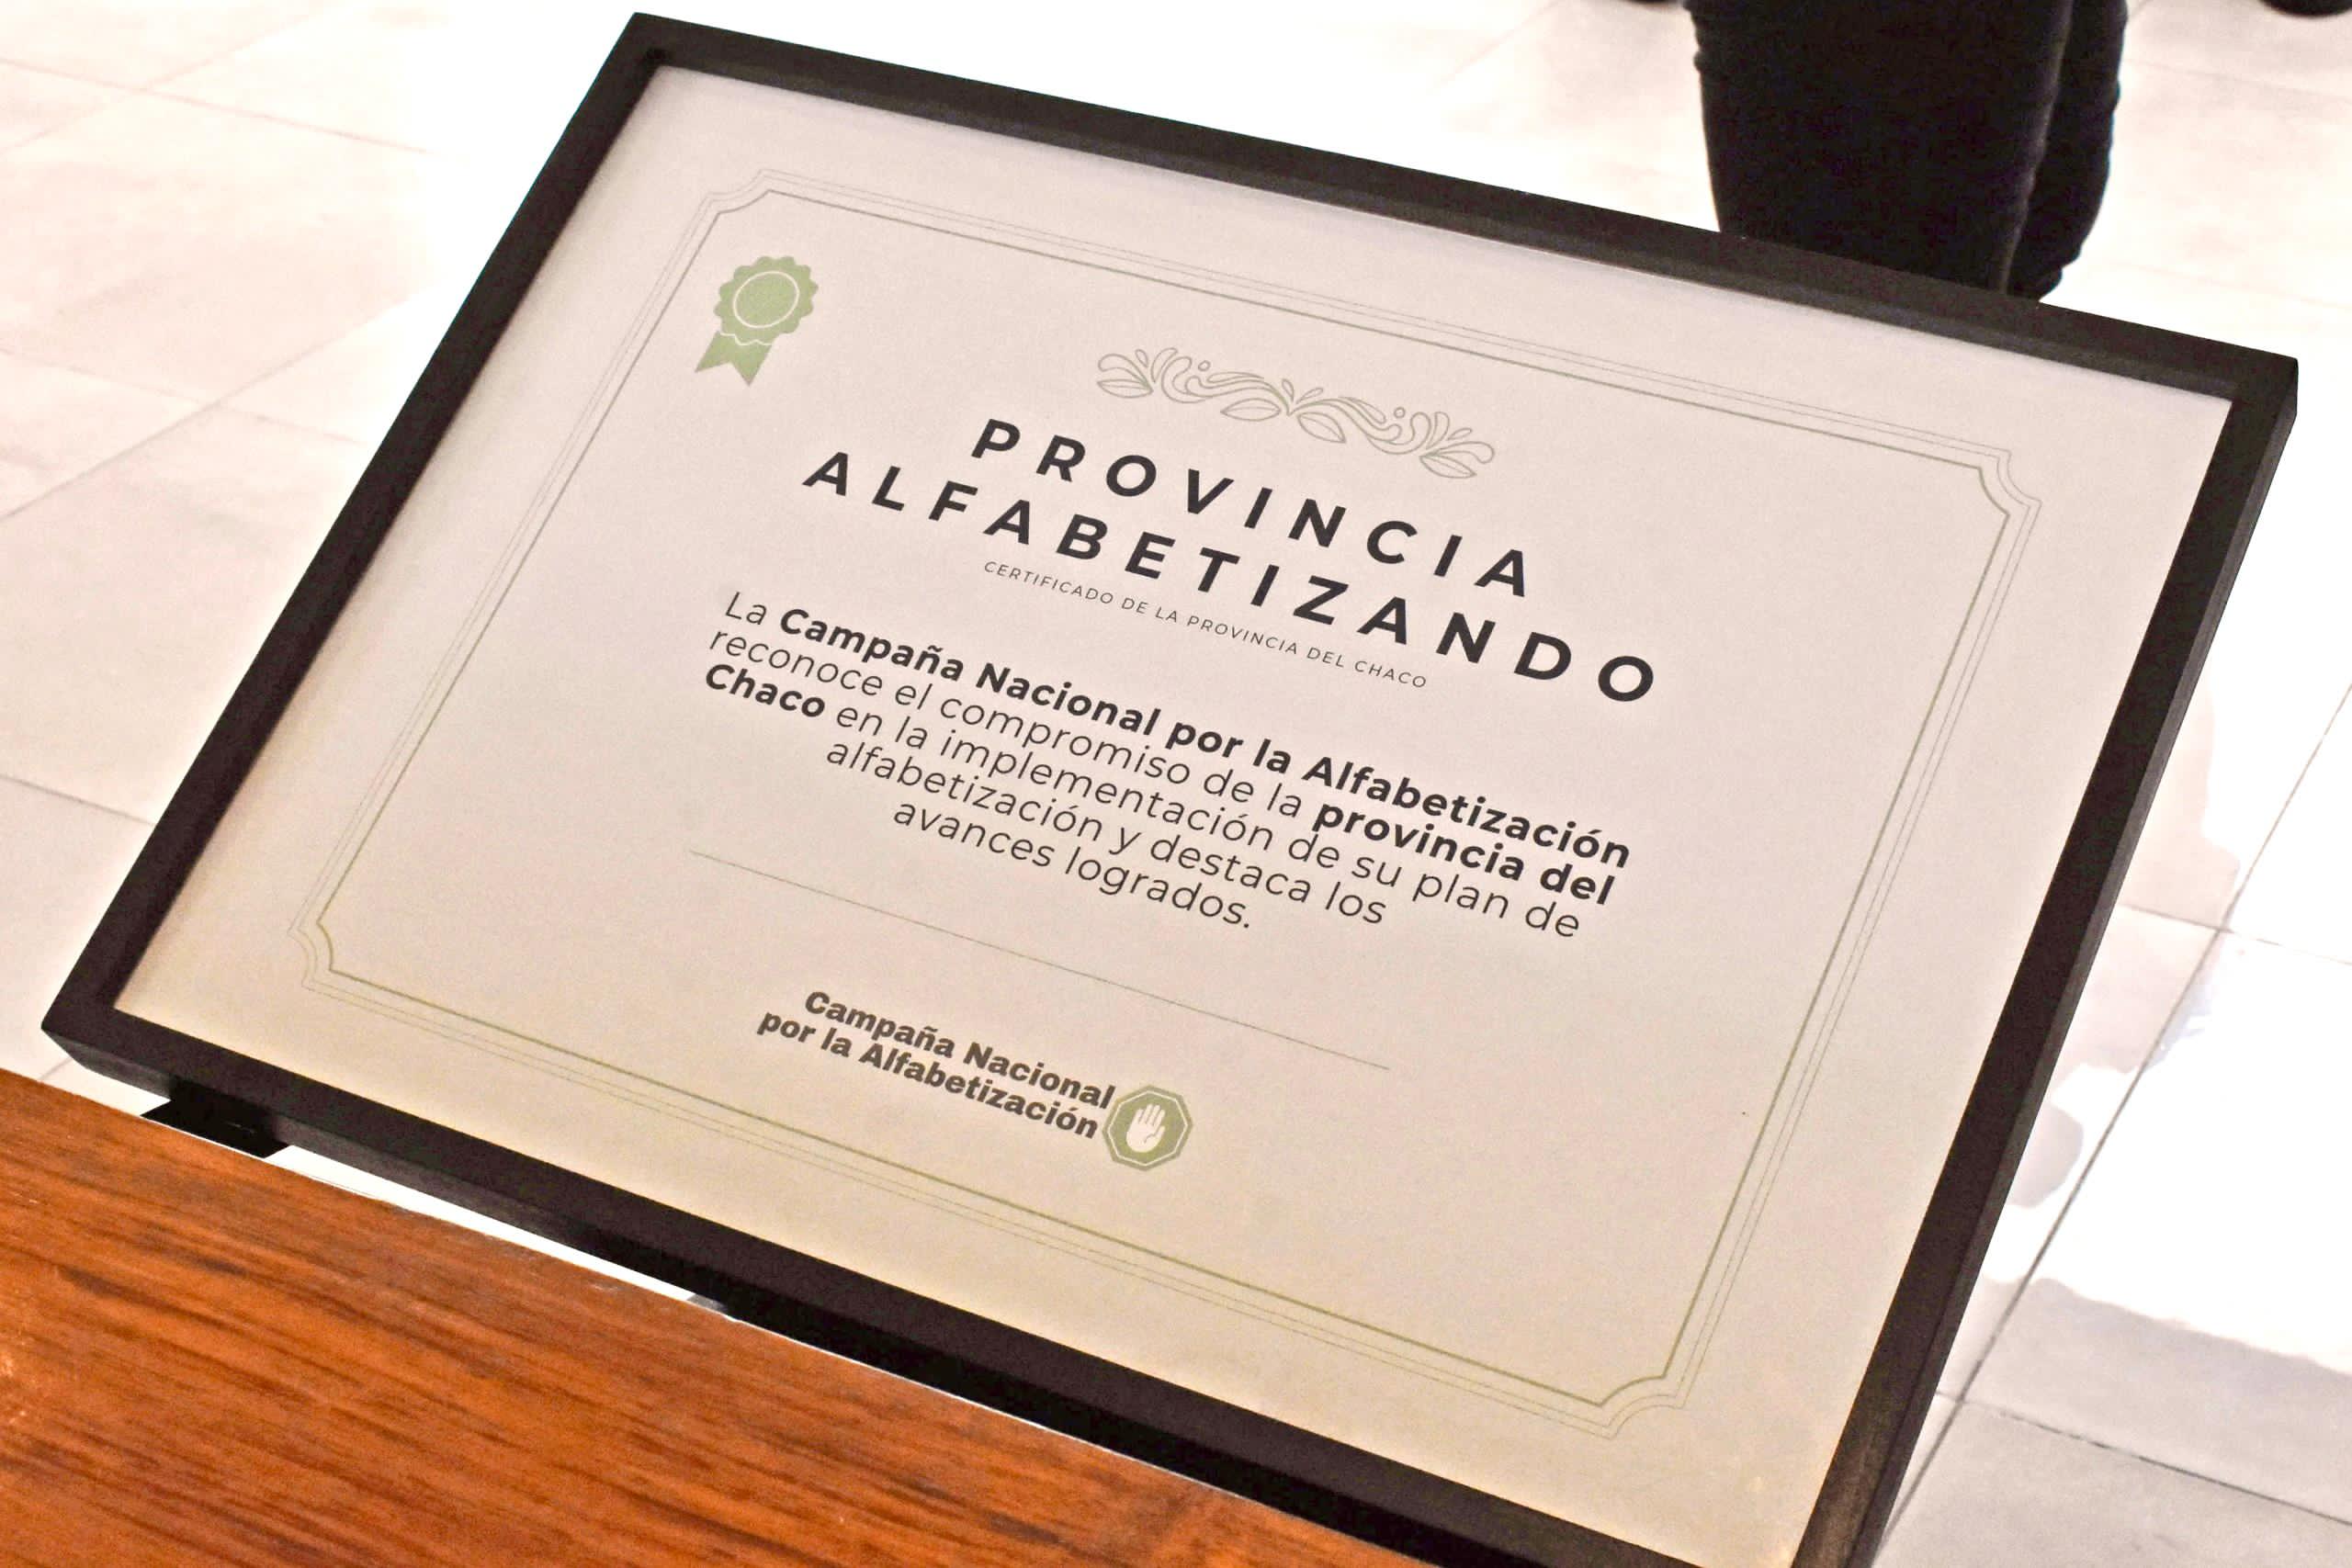 PROVINCIA
ALFABETIZANDO
CERTIFICADO DE LA PROVINCIA DEL CHACO
La Campaña Nacional por la Alfabetización
reconoce el compromiso de la provincia del
Chaco en la implementación de su plan de
alfabetización y destaca los
avances logrados.
Campaña Nacional
por la Alfabetización